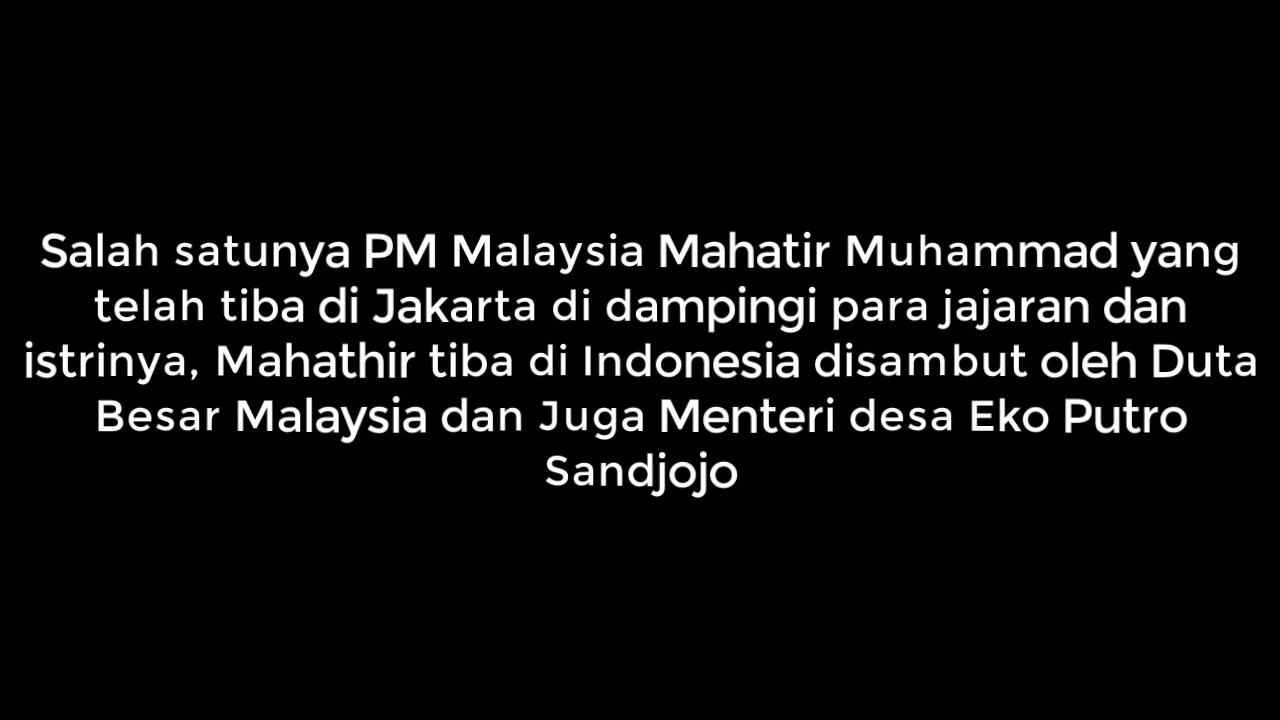 Salah satunya PM Malaysia Mahatir Muhammad yang
telah tiba di Jakarta di dampingi para jajaran dan
istrinya, Mahathir tiba di Indonesia disambut oleh Duta
Besar Malaysia dan Juga Menteri desa Eko Putro
Sandjojo